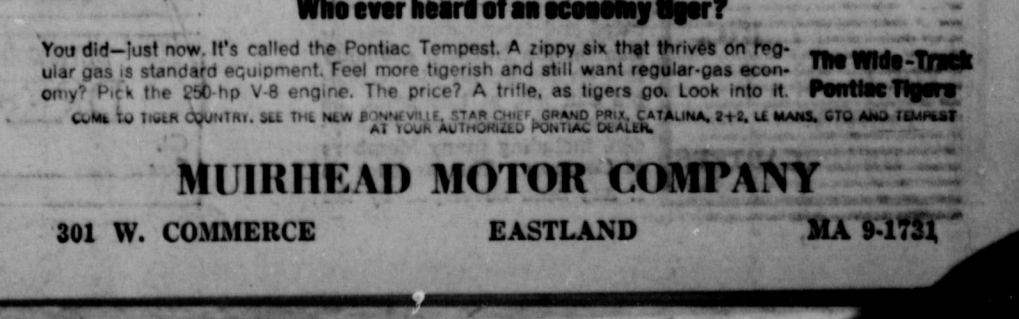 Who ever heard of an economy tiger?
You did—just now. It's called the Pontiac Tempest. A zippy six that thrives on reg-
ular gas is standard equipment. Feel more tigerish and still want regular-gas econ-
omy? Pick the 250-hp V-8 engine. The price? A trifle, as tigers go. Look into it.
The Wide-Track
Pontiac Tigers
COME TO TIGER COUNTRY. SEE THE NEW BONNEVILLE, STAR CHIEF, GRAND PRIX, CATALINA, 2+2, LE MANS, GTO AND TEMPEST
AT YOUR AUTHORIZED PONTIAC DEALER.
MUIRHEAD MOTOR COMPANY
301 W. COMMERCE EASTLAND MA 9-1731